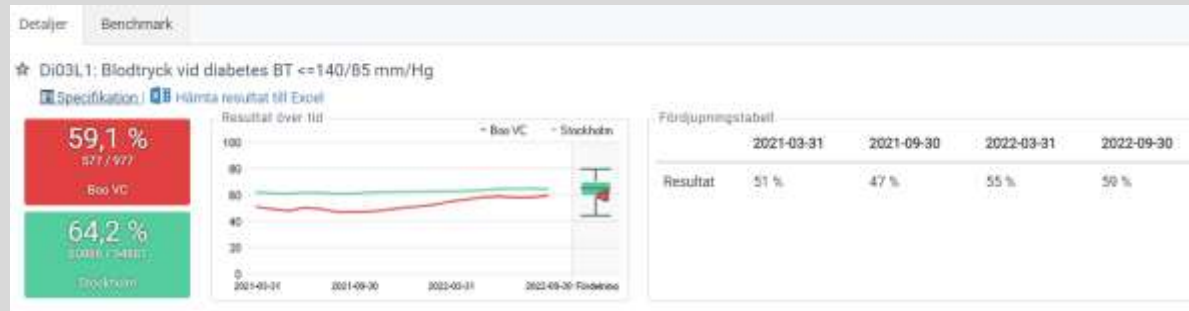 Detaljer Benchmark
Di03L1: Blodtryck vid diabetes BT <=140/85 mm/Hg
Specifikation | Hämta resultat till Excel
59,1 %
577 / 977
Boo VC
64,2 %
Stockholm
Resultat över tid
Boo VC Stockholm
100
80
60
40
20
0
2021-03-31 2021-09-30 2022-03-31 2022-09-30 Fördelning
Fördjupningstabell
2021-03-31 2021-09-30 2022-03-31 2022-09-30
Resultat 51 % 47 % 55 % 59 %